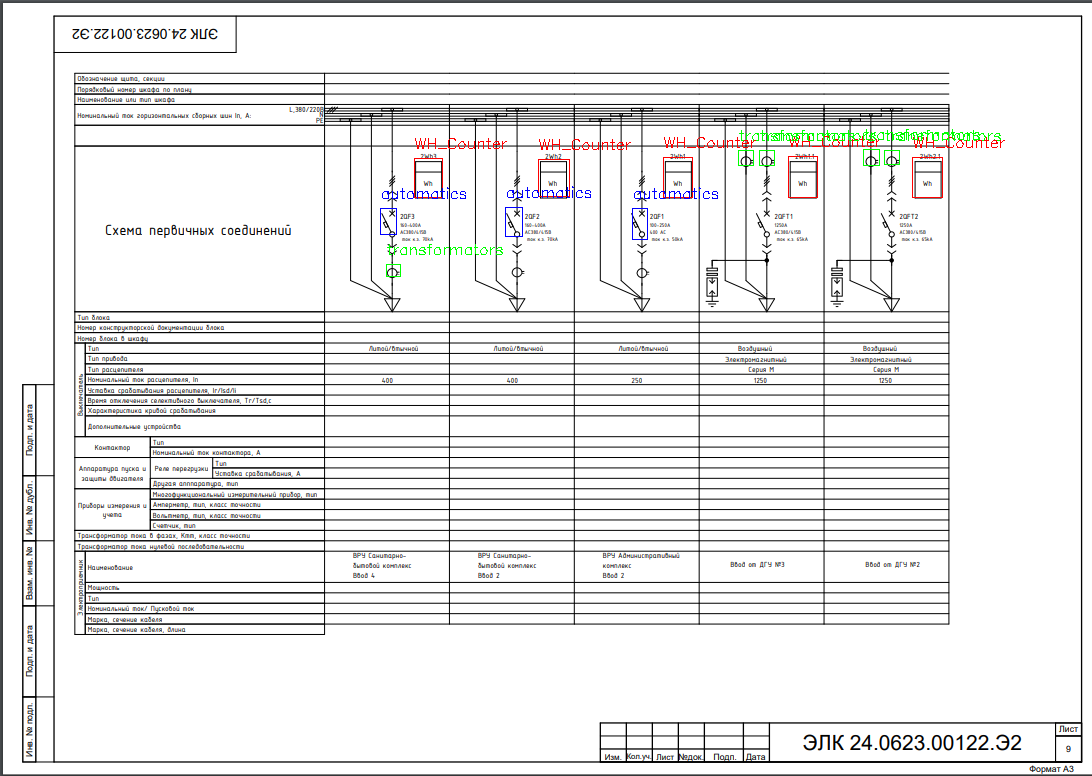 ЭЛК 24.0623.00122.Э2
Обозначение щита, секции
Порядковый номер шкафа по плану
Наименование или тип шкафа
Номинальный ток горизонтальных сборных шин In, А:
L,380/220В
N
PE
transformators transformators
WH_Counter WH_Counter WH_Counter WH_Counter WH_Counter
2Wh3 2Wh2 2Wh1 2Wh11 2Wh21
Wh Wh Wh Wh Wh
automatics automatics automatics
Схема первичных соединений
2QF3
160-400А
AC380/415В
ток к.з. 70кА
2QF2
160-400А
AC380/415В
ток к.з. 70кА
2QF1
100-250А
400 AC
ток к.з. 50кА
2QFT1
1250А
AC380/415В
ток к.з. 65кА
2QFT2
1250А
AC380/415В
ток к.з. 65кА
transformators
Тип блока
Номер конструкторской документации блока
Номер блока в шкафу
Выключатель
Тип Литой/втычной Литой/втычной Литой/втычной Воздушный Воздушный
Тип привода Электромагнитный Электромагнитный
Тип расцепителя Серия М Серия М
Номинальный ток расцепителя, In 400 400 250 1250 1250
Уставка срабатывания расцепителя, Ir/Isd/Ii
Время отключения селективного выключателя, Tr/Tsd,c
Характеристика кривой срабатывания
Дополнительные устройства
Контактор
Тип
Номинальный ток контактора, А
Аппаратура пуска и
защиты двигателя
Реле перегрузки
Тип
Уставка срабатывания, А
Другая апппаратура, тип
Приборы измерения и
учета
Многофункциональный измерительный прибор, тип
Амперметр, тип, класс точности
Вольтметр, тип, класс точности
Счетчик, тип
Трансформатор тока в фазах, Kтт, класс точности
Трансформатор тока нулевой последовательности
Электроприемник
Наименование
ВРУ Санитарно-
бытовой комплекс
Ввод 4
ВРУ Санитарно-
бытовой комплекс
Ввод 2
ВРУ Административный
комплекс
Ввод 2
Ввод от ДГУ №3
Ввод от ДГУ №2
Мощность
Тип
Номинальный ток/ Пусковой ток
Марка, сечение кабеля
Марка, сечение кабеля, длина
Подп. и дата
Инв. № дубл.
Взам. инв. №
Подп. и дата
Инв. № подл.
Изм. Кол.уч. Лист №док. Подп. Дата
ЭЛК 24.0623.00122.Э2
Лист
9
Формат А3